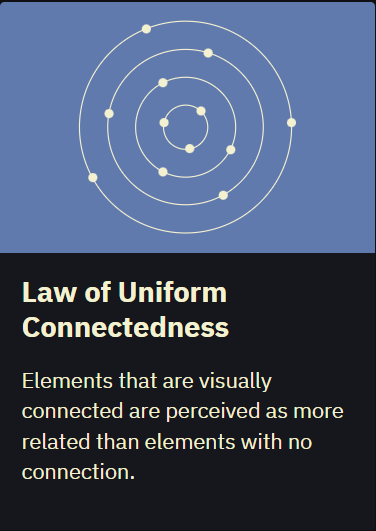 Law of Uniform
Connectedness
Elements that are visually
connected are perceived as more
related than elements with no
connection.